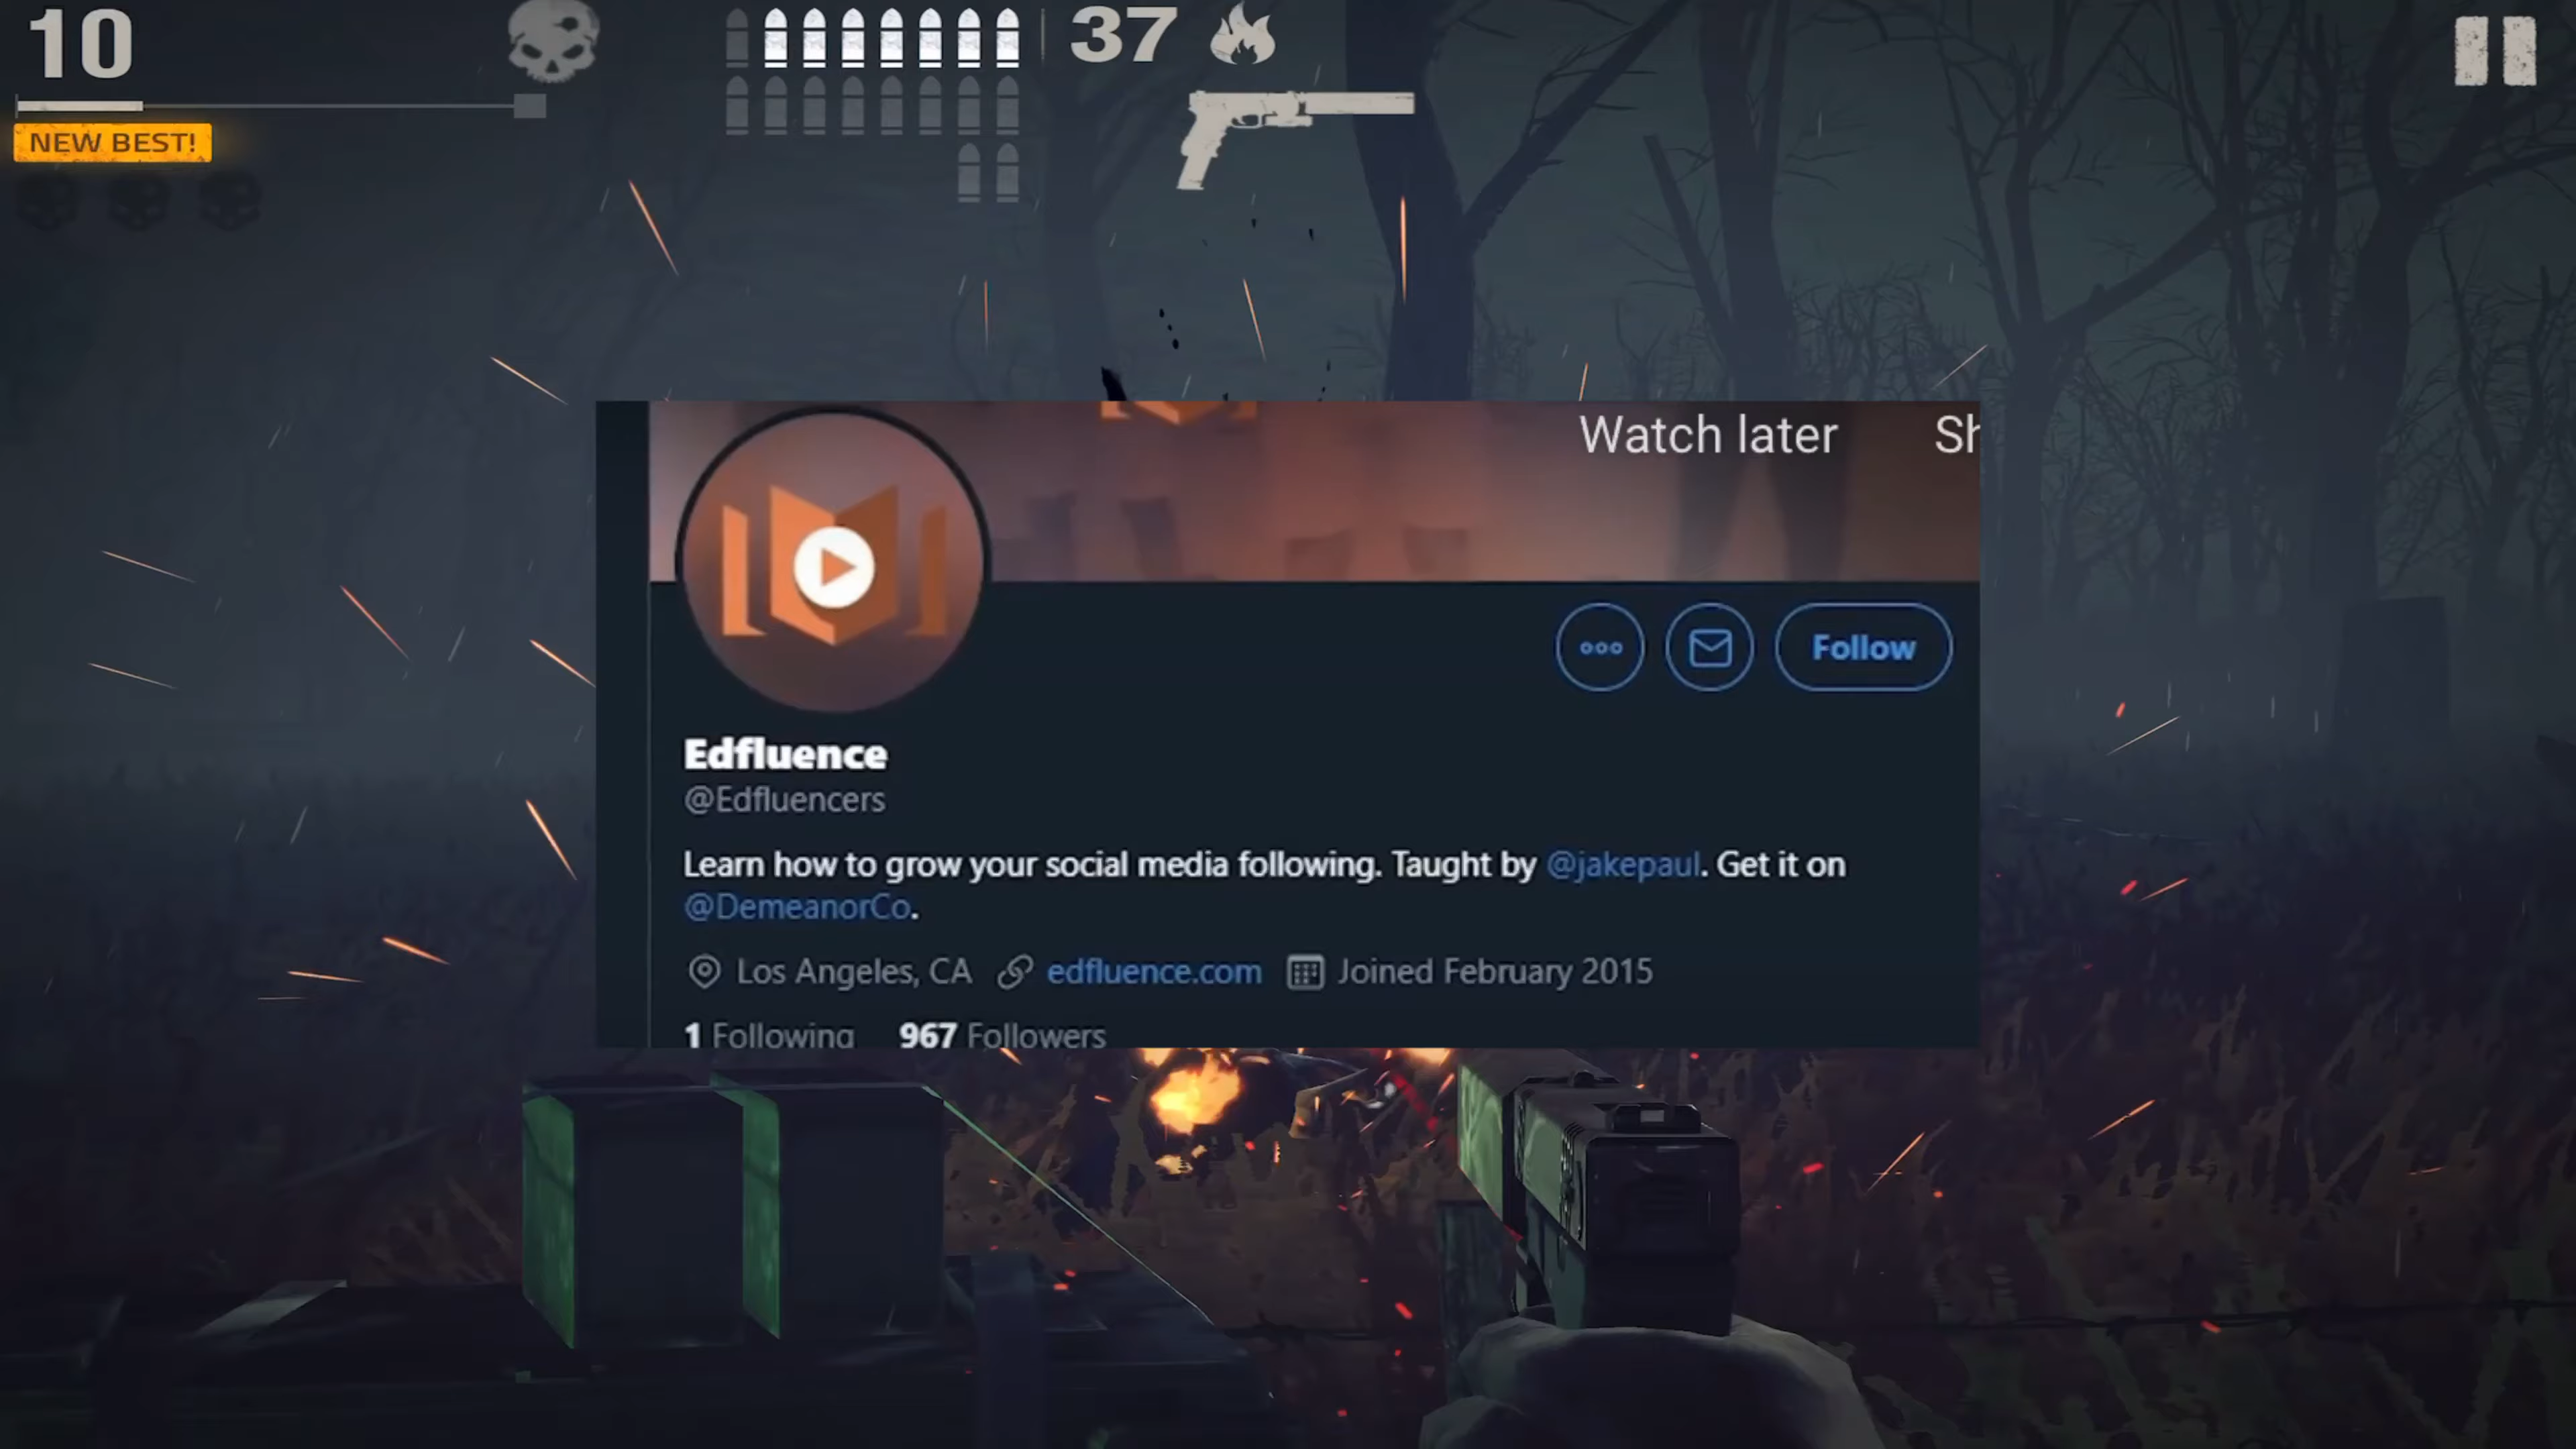 10
37
NEW BEST!
Watch later
Sh
Follow
Edfluence
@Edfluencers
Learn how to grow your social media following. Taught by @jakepaul. Get it on
@DemeanorCo.
Los Angeles, CA edfluence.com Joined February 2015
1 Following 967 Followers